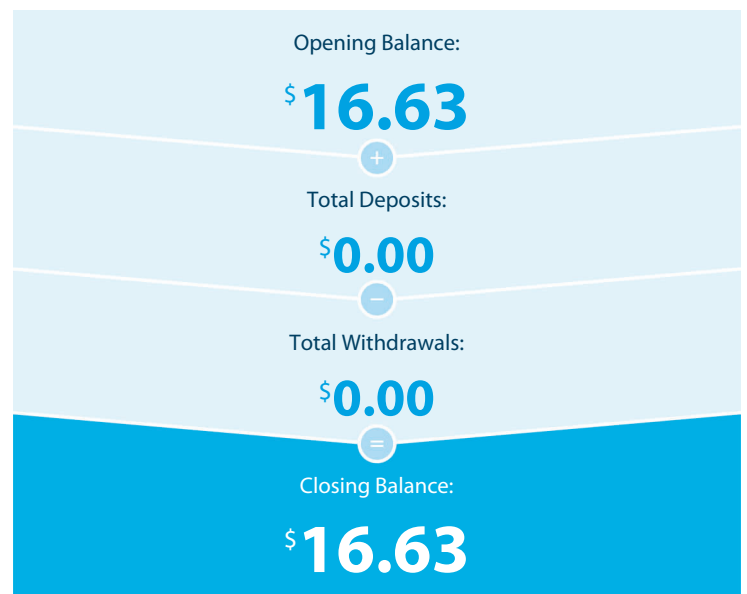 Opening Balance:
$16.63
+
Total Deposits:
$0.00
−
Total Withdrawals:
$0.00
=
Closing Balance:
$16.63